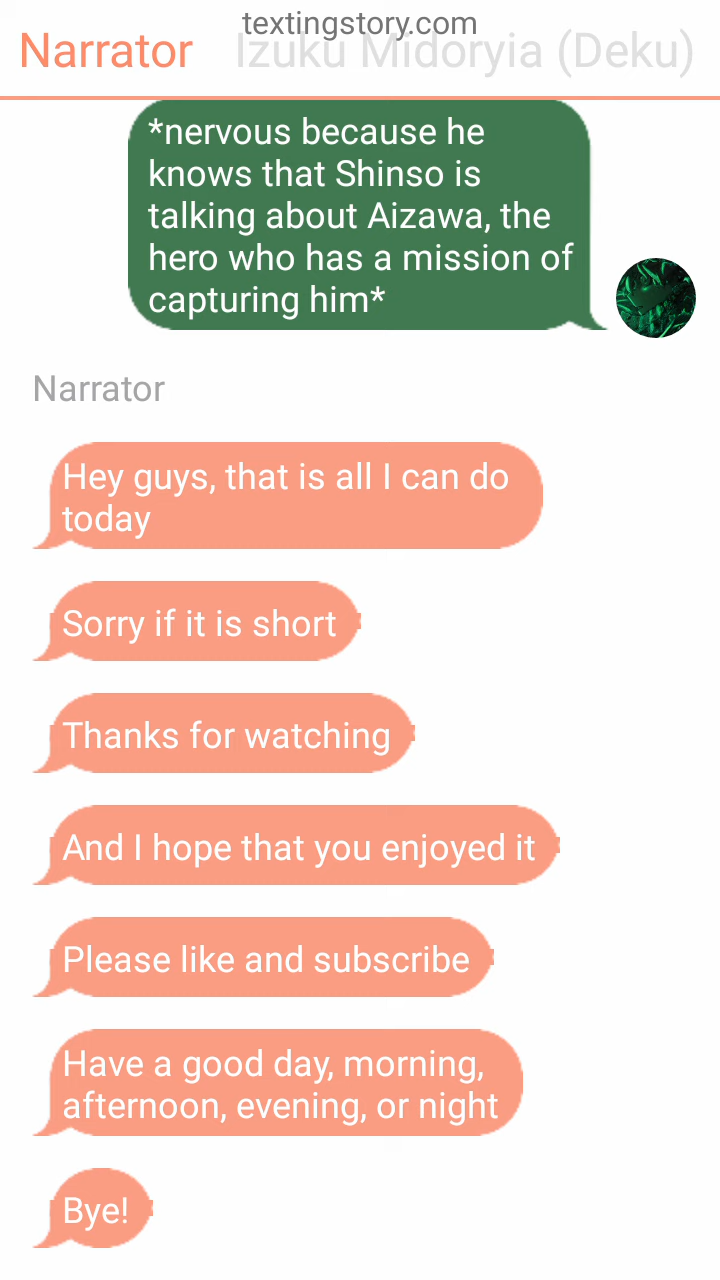 textingstory.com
Narrator Izuku Midoryia (Deku)
*nervous because he
knows that Shinso is
talking about Aizawa, the
hero who has a mission of
capturing him*
Narrator
Hey guys, that is all I can do
today
Sorry if it is short
Thanks for watching
And I hope that you enjoyed it
Please like and subscribe
Have a good day, morning,
afternoon, evening, or night
Bye!